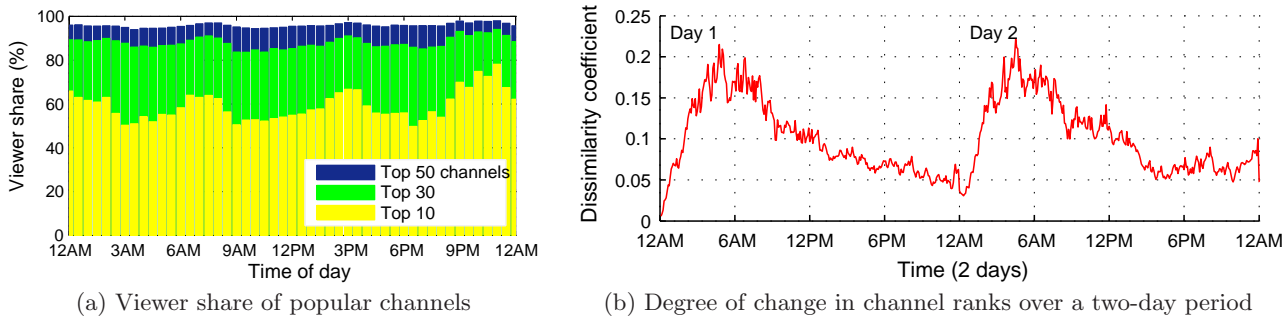 100
80
60
40
20
0
Viewer share (%)
Top 50 channels
Top 30
Top 10
12AM 3AM 6AM 9AM 12PM 3PM 6PM 9PM 12AM
Time of day
(a) Viewer share of popular channels
0.25
0.2
0.15
0.1
0.05
0
Dissimilarity coefficient
Day 1
Day 2
12AM 6AM 12PM 6PM 12AM 6AM 12PM 6PM 12AM
Time (2 days)
(b) Degree of change in channel ranks over a two-day period